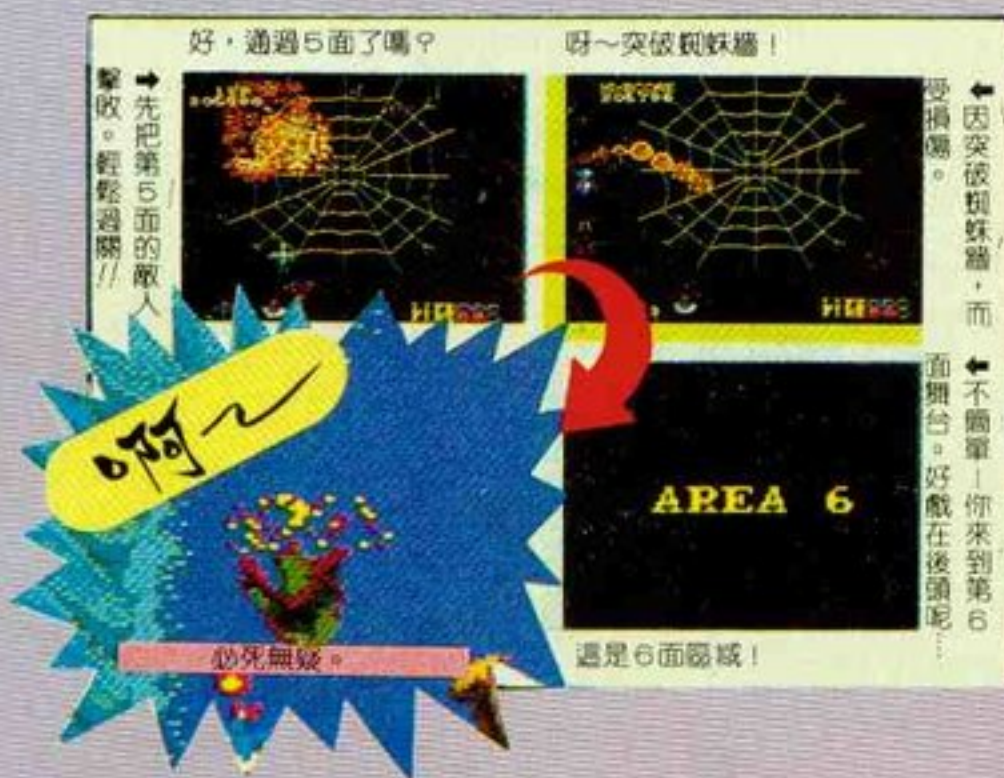 好，通過5面了嗎？
呀～突破蜘蛛牆！
➡先把第5面的敵人
擊敗。輕鬆過關//
⬅因突破蜘蛛牆，而
受損傷。
啊～
必死無疑。
AREA 6
⬅不簡單—你來到第6
面舞台。好戲在後頭呢……
這是6面區域！